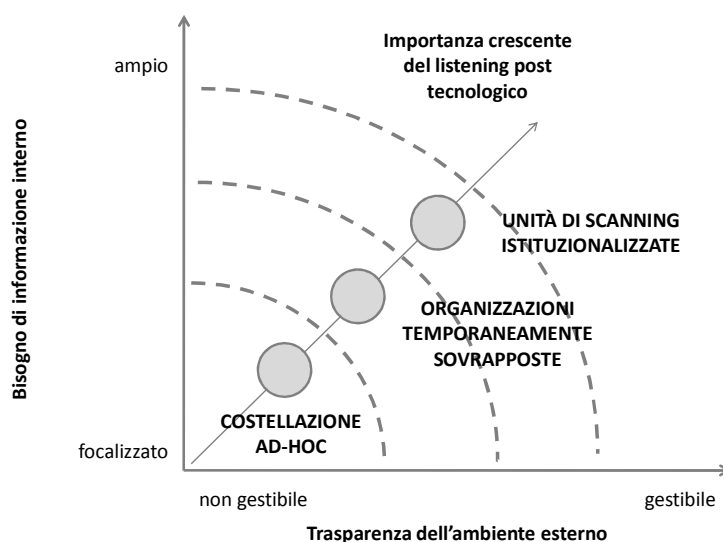 Importanza crescente
del listening post
tecnologico
ampio
Bisogno di informazione interno
UNITÀ DI SCANNING
ISTITUZIONALIZZATE
ORGANIZZAZIONI
TEMPORANEAMENTE
SOVRAPPOSTE
COSTELLAZIONE
AD-HOC
focalizzato
non gestibile
gestibile
Trasparenza dell’ambiente esterno